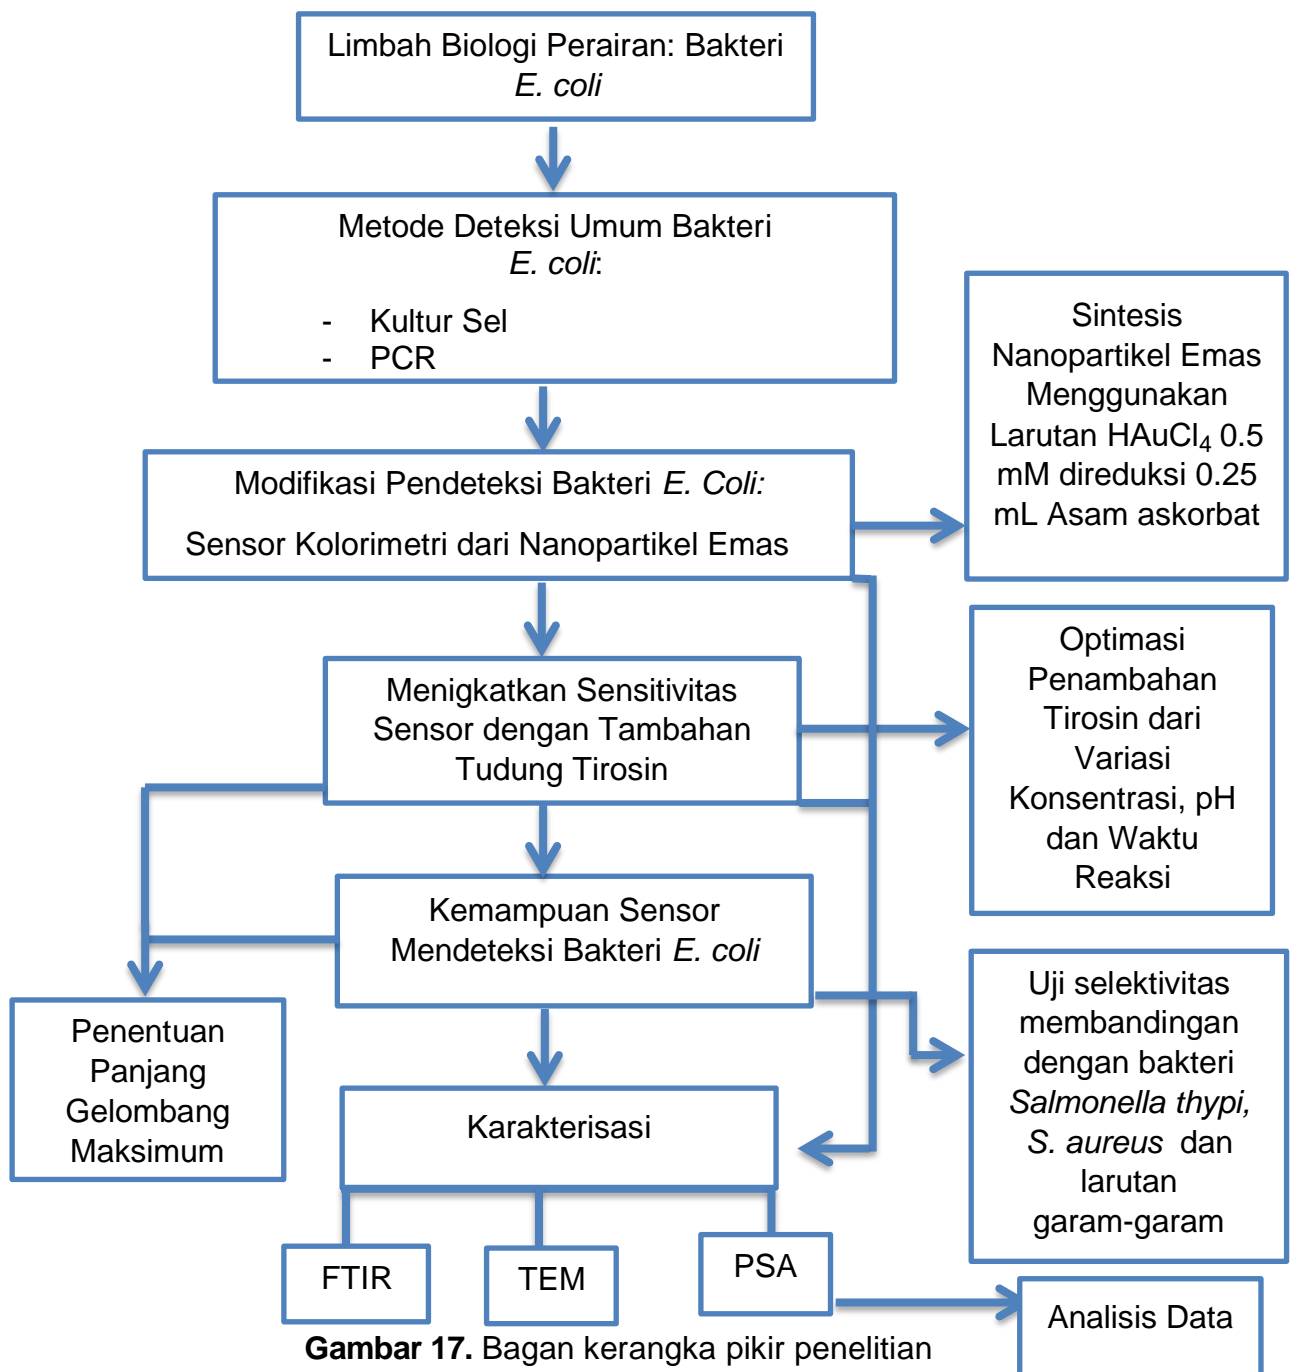 Limbah Biologi Perairan: Bakteri
E. coli
Metode Deteksi Umum Bakteri
E. coli:
- Kultur Sel
- PCR
Sintesis
Nanopartikel Emas
Menggunakan
Larutan HAuCl4 0.5
mM direduksi 0.25
mL Asam askorbat
Modifikasi Pendeteksi Bakteri E. Coli:
Sensor Kolorimetri dari Nanopartikel Emas
Menigkatkan Sensitivitas
Sensor dengan Tambahan
Tudung Tirosin
Optimasi
Penambahan
Tirosin dari
Variasi
Konsentrasi, pH
dan Waktu
Reaksi
Kemampuan Sensor
Mendeteksi Bakteri E. coli
Penentuan
Panjang
Gelombang
Maksimum
Uji selektivitas
membandingan
dengan bakteri
Salmonella thypi,
S. aureus dan
larutan
garam-garam
Karakterisasi
FTIR
TEM
PSA
Analisis Data
Gambar 17. Bagan kerangka pikir penelitian